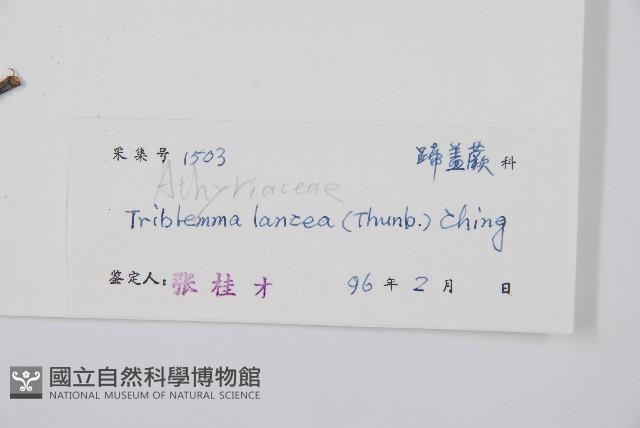 采集号 1503 蹄盖蕨 科
Athyriaceae
Triblemma lancea (Thunb.) Ching
鉴定人: 张桂才 96 年 2 月 日
國立自然科學博物館
NATIONAL MUSEUM OF NATURAL SCIENCE